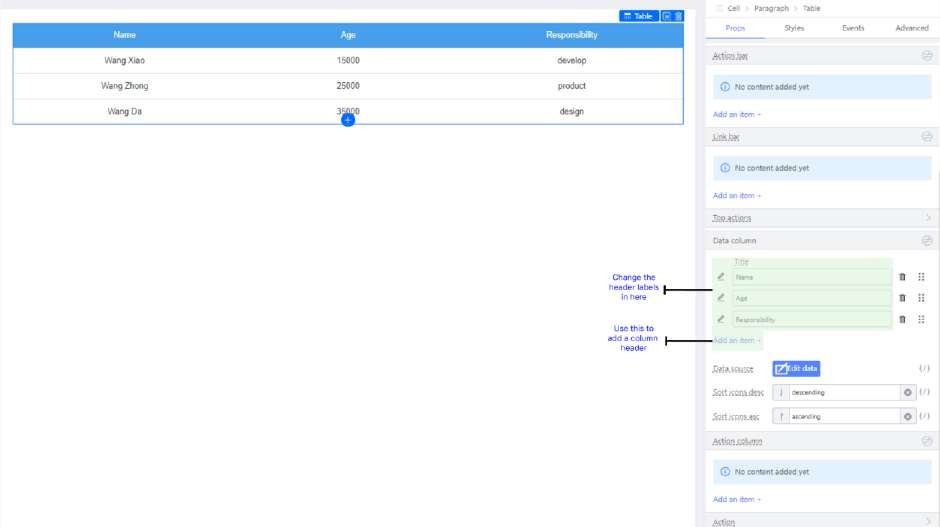 Table
Name Age Responsibility
Wang Xiao 15000 develop
Wang Zhong 25000 product
Wang Da 35000 design
Change the
header labels
in here
Use this to
add a column
header
Cell > Paragraph > Table
Props Styles Events Advanced
Action bar
No content added yet
Add an item
Link bar
No content added yet
Add an item
Top actions
Data column
Title
Name
Age
Responsibility
Add an item
Data source Edit data {/}
Sort icons desc descending {/}
Sort icons asc ascending {/}
Action column
No content added yet
Add an item
Action